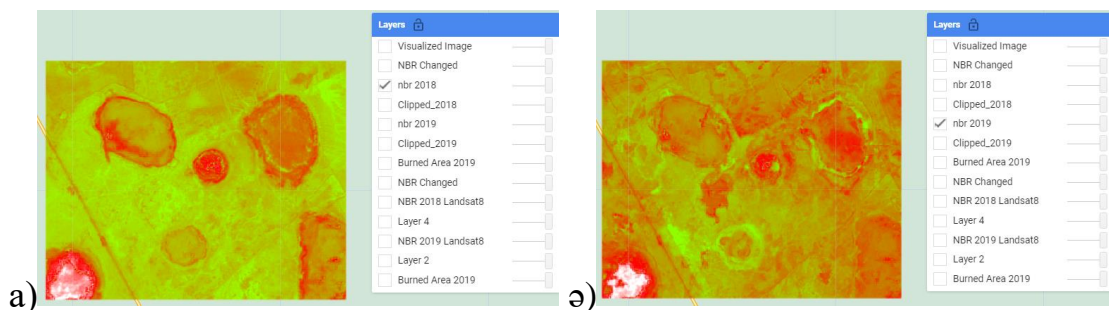 Layers
Visualized Image
NBR Changed
nbr 2018
Clipped_2018
nbr 2019
Clipped_2019
Burned Area 2019
NBR Changed
NBR 2018 Landsat8
Layer 4
NBR 2019 Landsat8
Layer 2
Burned Area 2019
a)
Layers
Visualized Image
NBR Changed
nbr 2018
Clipped_2018
nbr 2019
Clipped_2019
Burned Area 2019
NBR Changed
NBR 2018 Landsat8
Layer 4
NBR 2019 Landsat8
Layer 2
Burned Area 2019
ә)